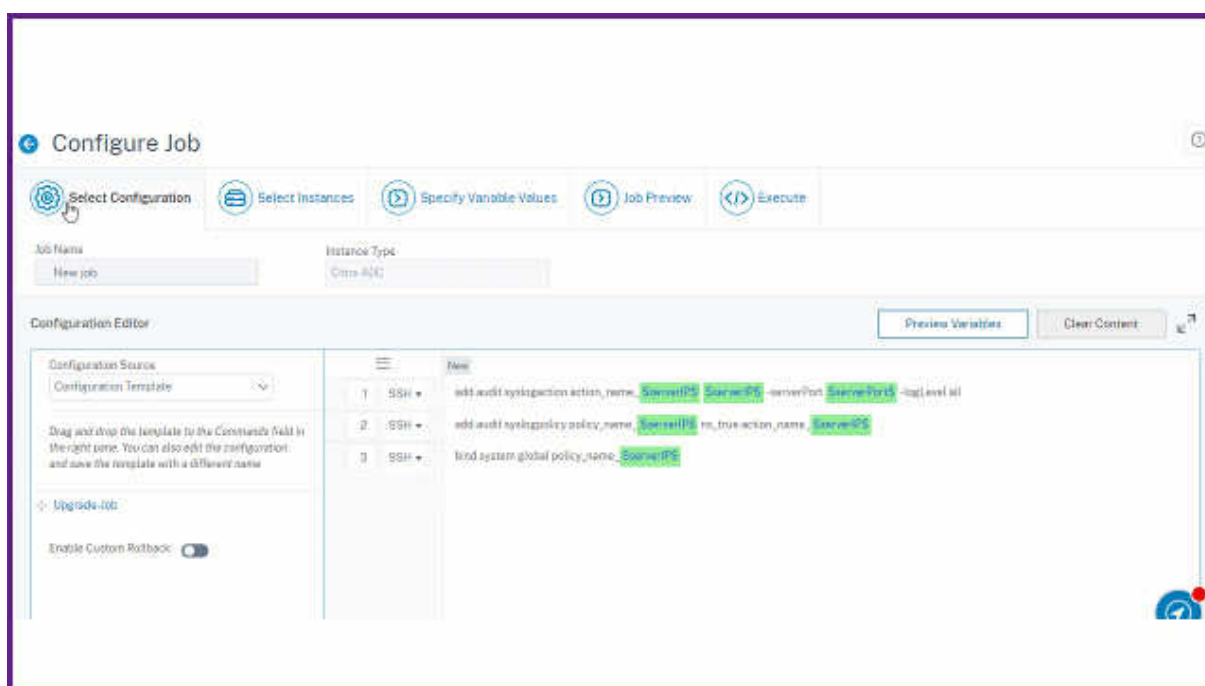 Configure Job
Select Configuration Select Instances Specify Variable Values Job Preview Execute
Job Name Instance Type
New job Citrix ADC
Configuration Editor Preview Variables Clear Content
Configuration Source New
Configuration Template
1 SSH add audit syslogaction action_name_$serverIP$ $serverIP$ -serverPort $serverPort$ -logLevel all
2 SSH add audit syslogpolicy policy_name_$serverIP$ ns_true action_name_$serverIP$
3 SSH bind system global policy_name_$serverIP$
Drag and drop the template to the Commands field in
the right pane. You can also edit the configuration
and save the template with a different name
Upgrade-Job
Enable Custom Rollback